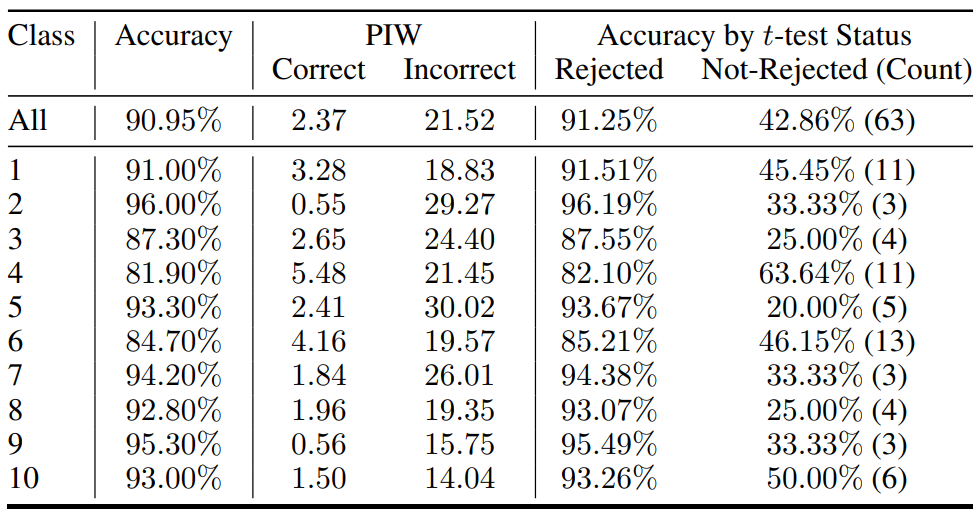 Class Accuracy PIW Accuracy by t-test Status
Correct Incorrect Rejected Not-Rejected (Count)
All 90.95% 2.37 21.52 91.25% 42.86% (63)
1 91.00% 3.28 18.83 91.51% 45.45% (11)
2 96.00% 0.55 29.27 96.19% 33.33% (3)
3 87.30% 2.65 24.40 87.55% 25.00% (4)
4 81.90% 5.48 21.45 82.10% 63.64% (11)
5 93.30% 2.41 30.02 93.67% 20.00% (5)
6 84.70% 4.16 19.57 85.21% 46.15% (13)
7 94.20% 1.84 26.01 94.38% 33.33% (3)
8 92.80% 1.96 19.35 93.07% 25.00% (4)
9 95.30% 0.56 15.75 95.49% 33.33% (3)
10 93.00% 1.50 14.04 93.26% 50.00% (6)